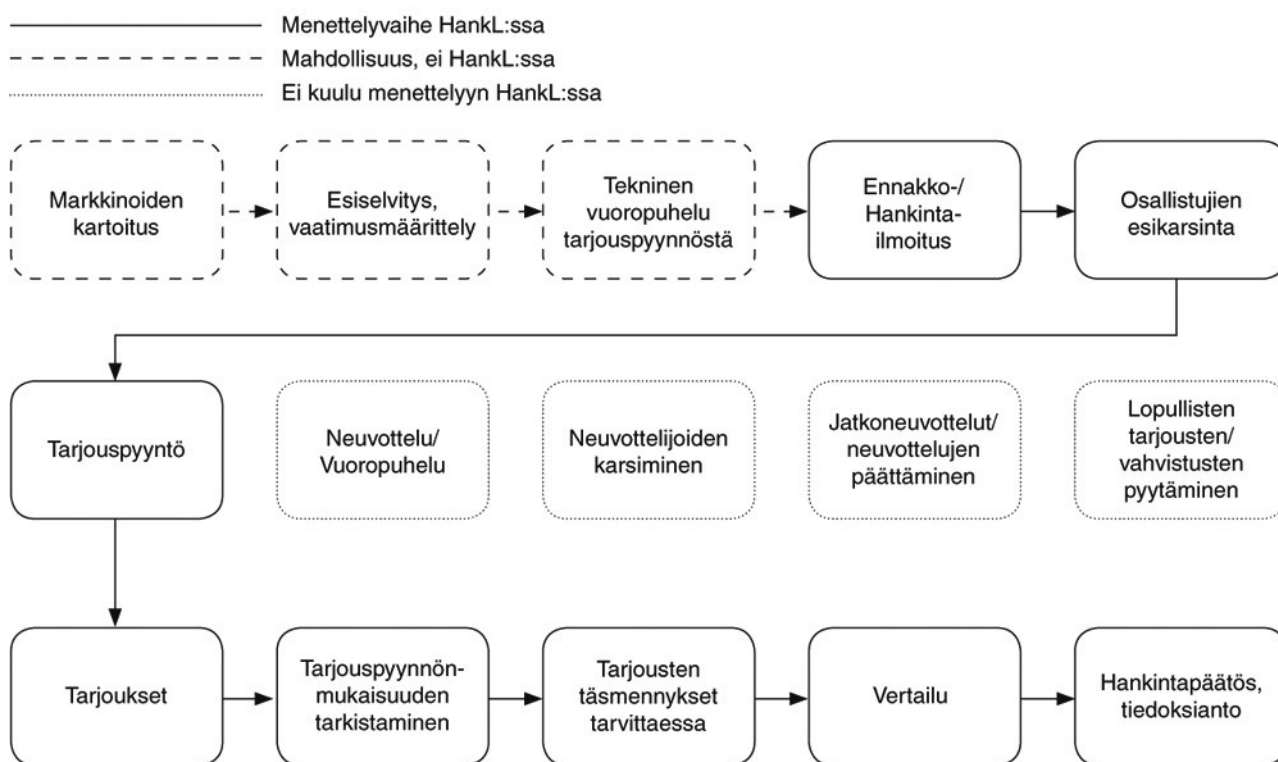 Menettelyvaihe HankL:ssa
Mahdollisuus, ei HankL:ssa
Ei kuulu menettelyyn HankL:ssa
Markkinoiden
kartoitus
Esiselvitys,
vaatimusmäärittely
Tekninen
vuoropuhelu
tarjouspyynnöstä
Ennakko-/
Hankinta-
ilmoitus
Osallistujien
esikarsinta
Tarjouspyyntö
Neuvottelu/
Vuoropuhelu
Neuvottelijoiden
karsiminen
Jatkoneuvottelut/
neuvottelujen
päättäminen
Lopullisten
tarjousten/
vahvistusten
pyytäminen
Tarjoukset
Tarjouspyynnön-
mukaisuuden
tarkistaminen
Tarjousten
täsmennykset
tarvittaessa
Vertailu
Hankintapäätös,
tiedoksianto